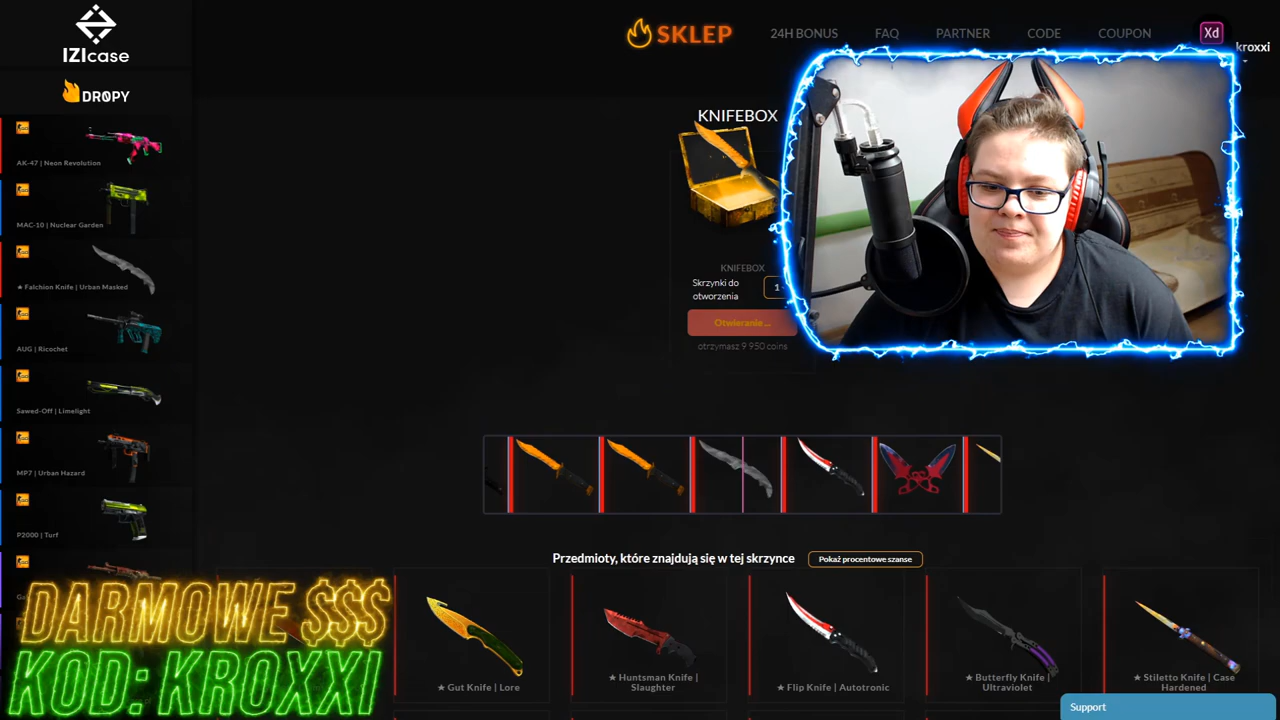 IZIcase
DR0PY
AK-47 | Neon Revolution
MAC-10 | Nuclear Garden
★ Falchion Knife | Urban Masked
AUG | Ricochet
Sawed-Off | Limelight
MP7 | Urban Hazard
P2000 | Turf
DARMOWE $$$
KOD: KROXXI
SKLEP
24H BONUS
FAQ
PARTNER
CODE
COUPON
Xd
kroxxi
KNIFEBOX
KNIFEBOX
Skrzynki do
otworzenia
1
Otwieranie ...
otrzymasz 9 950 coins
Przedmioty, które znajdują się w tej skrzynce
Pokaż procentowe szanse
★ Gut Knife | Lore
★ Huntsman Knife |
Slaughter
★ Flip Knife | Autotronic
★ Butterfly Knife |
Ultraviolet
★ Stiletto Knife | Case
Hardened
Support